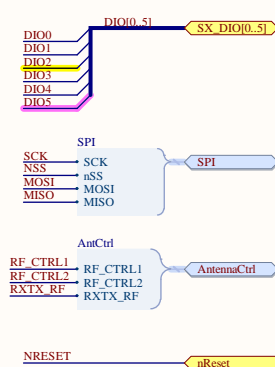 DIO[0..5]
SX_DIO[0..5]
DIO0
DIO1
DIO2
DIO3
DIO4
DIO5
SPI
SCK SCK
NSS nSS SPI
MOSI MOSI
MISO MISO
AntCtrl
RF_CTRL1 RF_CTRL1 AntennaCtrl
RF_CTRL2 RF_CTRL2
RXTX_RF RXTX_RF
NRESET nReset